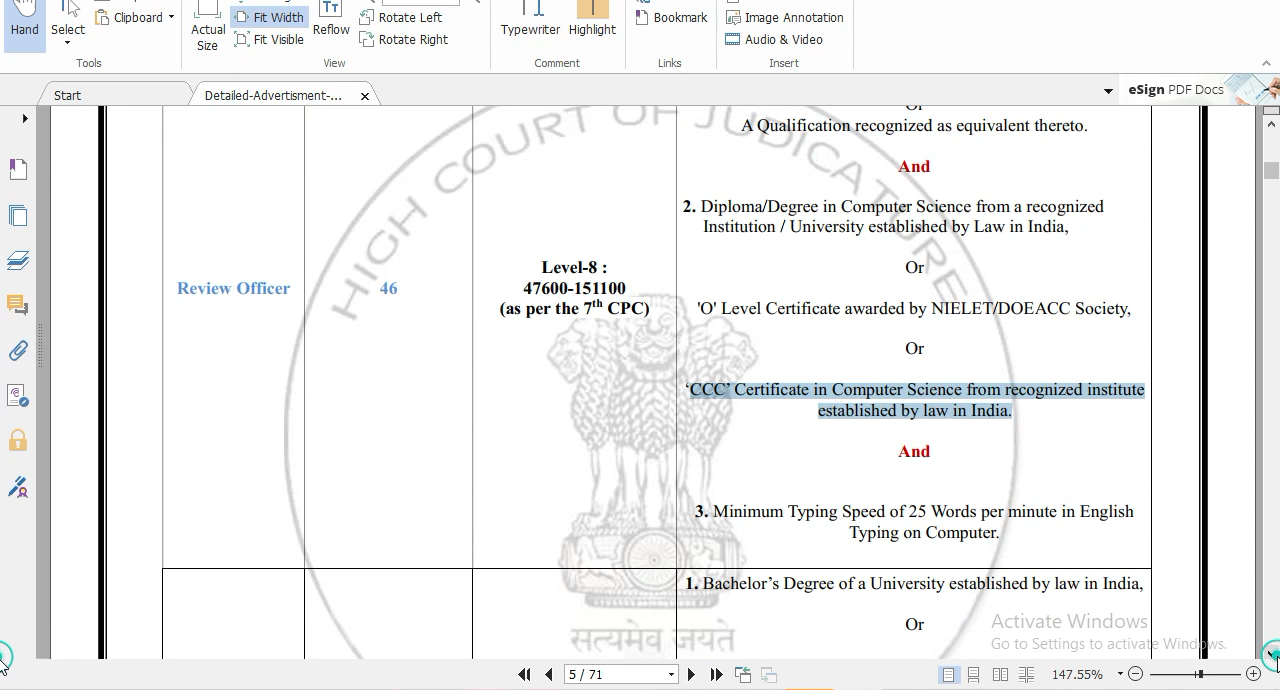 Hand
Select
Clipboard
Tools
Actual
Size
Fit Width
Fit Visible
Reflow
Rotate Left
Rotate Right
View
Typewriter
Highlight
Comment
Bookmark
Links
Image Annotation
Audio & Video
Insert
Start
Detailed-Advertisment-...
eSign PDF Docs
HIGH COURT OF JUDICATURE
Or
A Qualification recognized as equivalent thereto.
And
2. Diploma/Degree in Computer Science from a recognized
Institution / University established by Law in India,
Or
Review Officer
46
Level-8 :
47600-151100
(as per the 7th CPC)
'O' Level Certificate awarded by NIELET/DOEACC Society,
Or
‘CCC’ Certificate in Computer Science from recognized institute
established by law in India.
And
3. Minimum Typing Speed of 25 Words per minute in English
Typing on Computer.
1. Bachelor’s Degree of a University established by law in India,
Or
सत्यमेव जयते
Activate Windows
Go to Settings to activate Windows.
5 / 71
147.55%